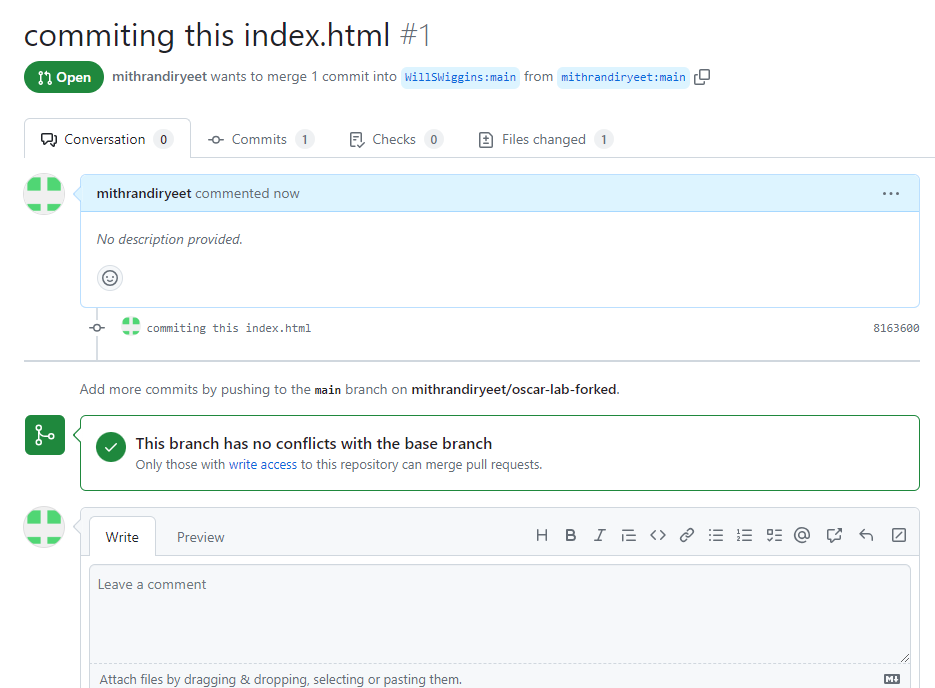 commiting this index.html #1
Open mithrandiryeet wants to merge 1 commit into WillSWiggins:main from mithrandiryeet:main
Conversation 0 Commits 1 Checks 0 Files changed 1
mithrandiryeet commented now
No description provided.
commiting this index.html 8163600
Add more commits by pushing to the main branch on mithrandiryeet/oscar-lab-forked.
This branch has no conflicts with the base branch
Only those with write access to this repository can merge pull requests.
Write Preview
Leave a comment
Attach files by dragging & dropping, selecting or pasting them.